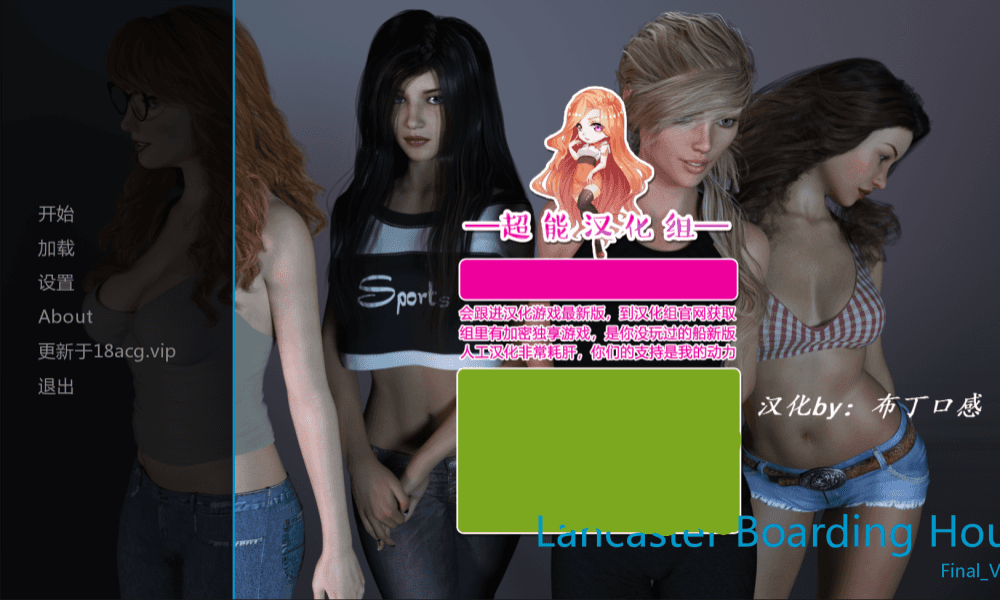 开始
加载
设置
About
更新于18acg.vip
退出
Sports
一超能汉化组一
会跟进汉化游戏最新版，到汉化组官网获取
组里有加密独享游戏，是你没玩过的船新版
人工汉化非常耗肝，你们的支持是我的动力
汉化by：布丁口感
Lancaster Boarding Hou
Final_V